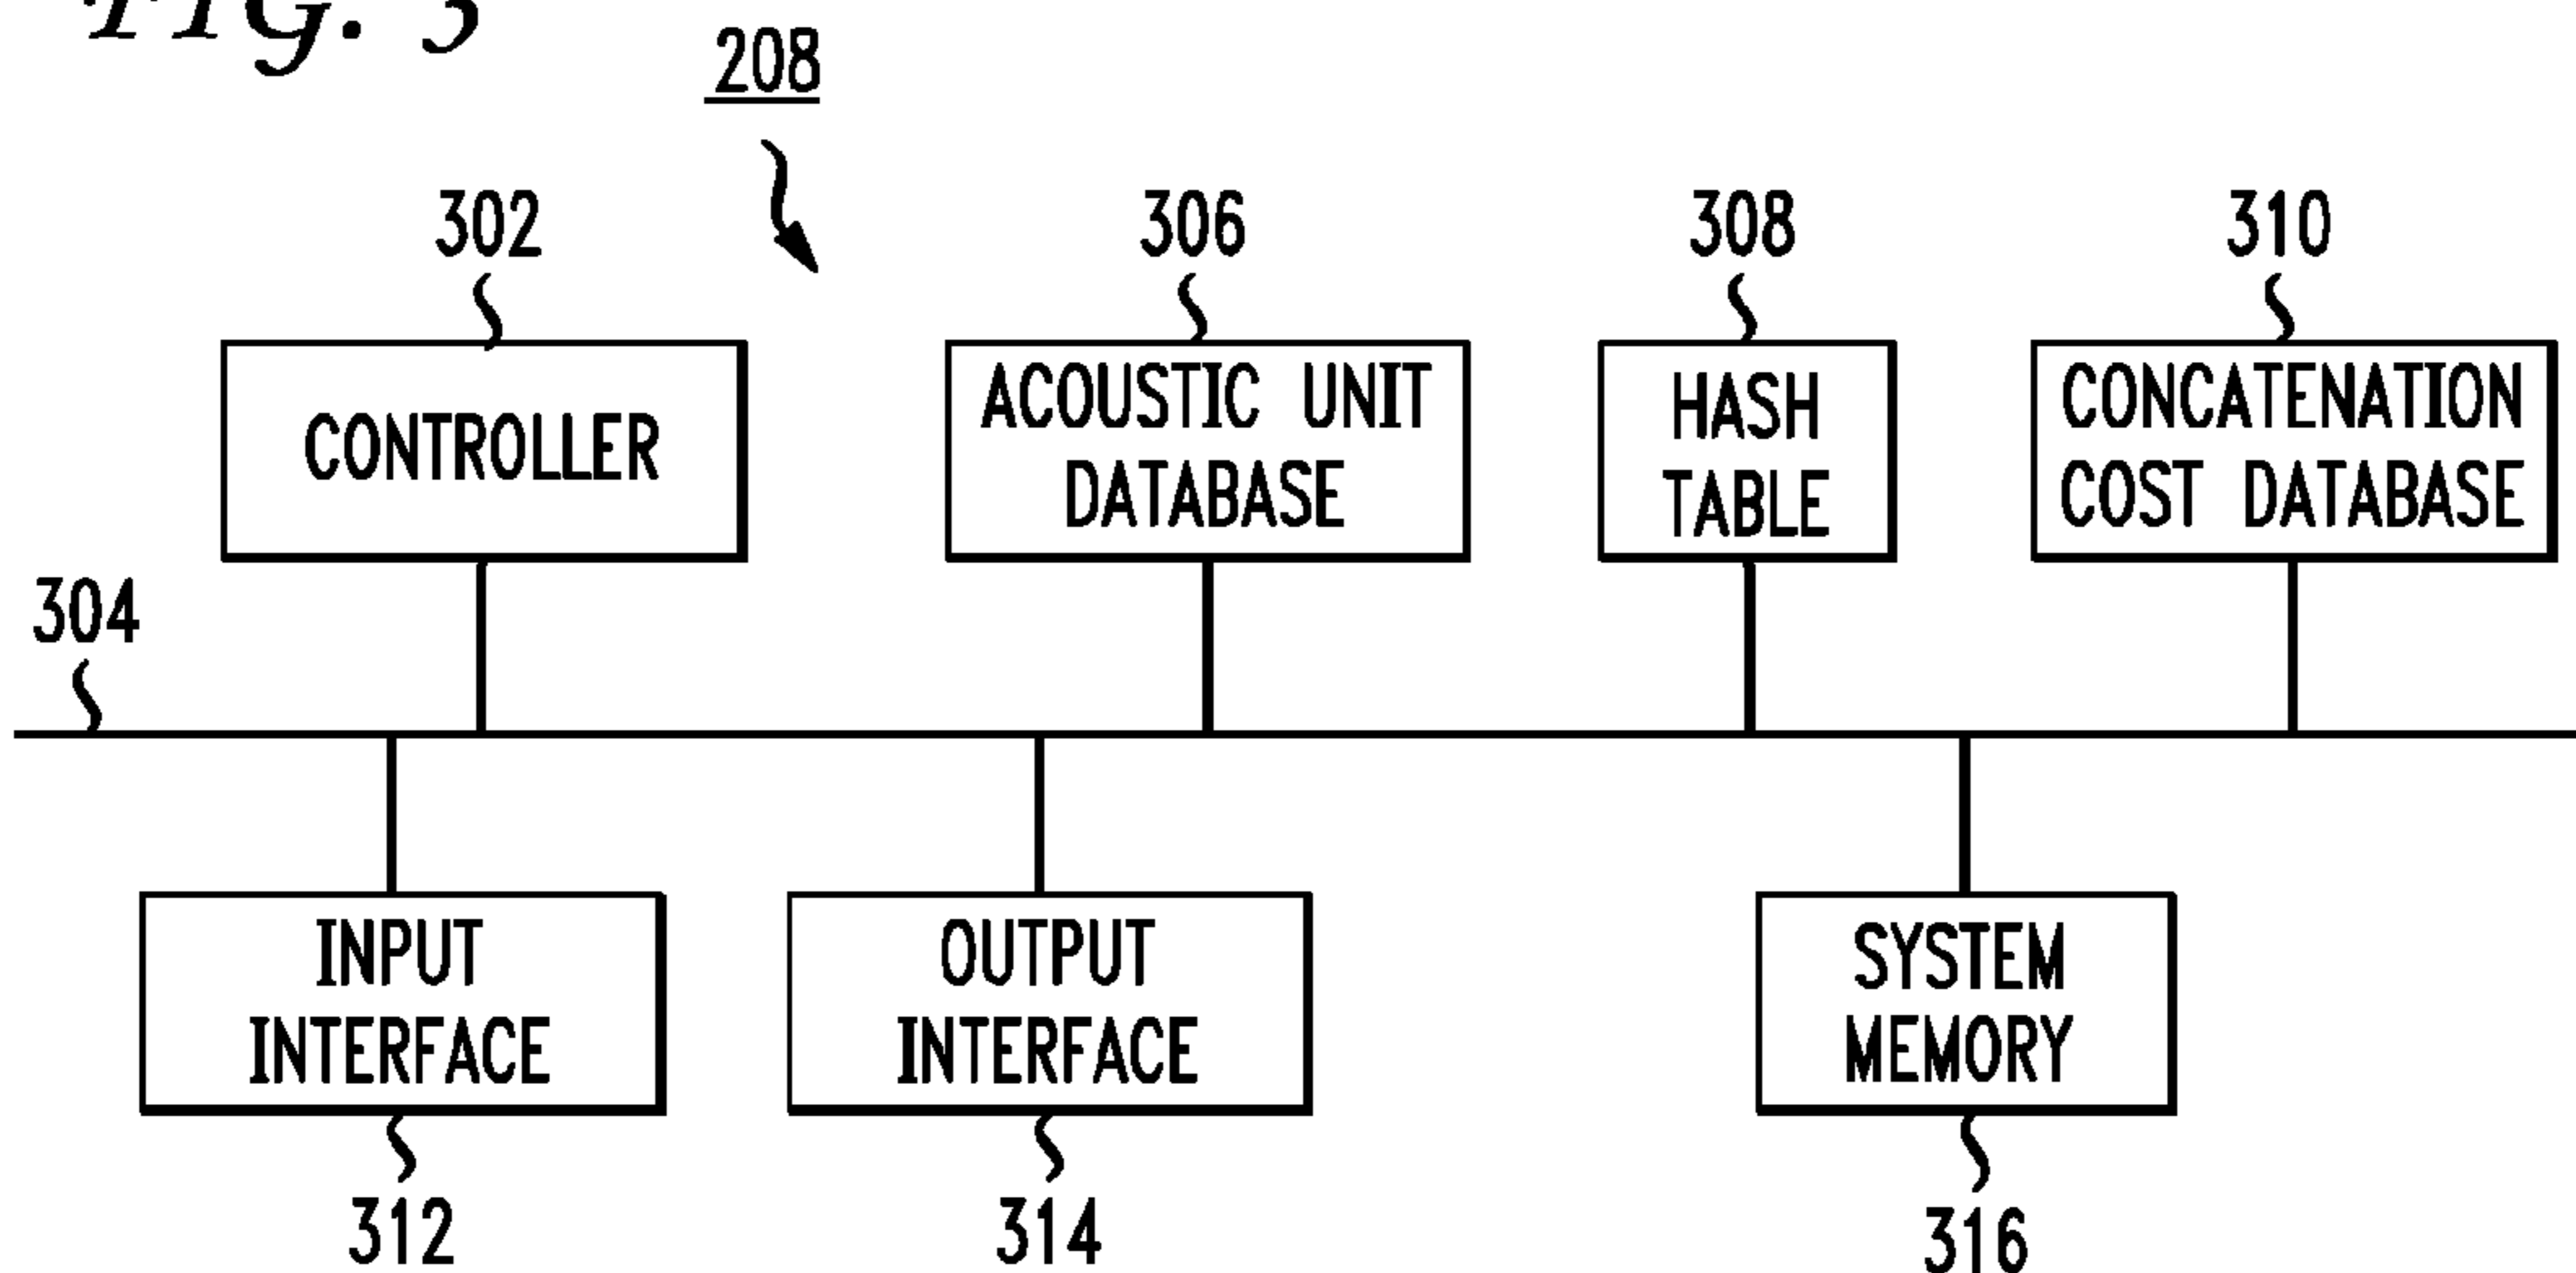 FIG. 3
208
302
306
308
310
CONTROLLER
ACOUSTIC UNIT
DATABASE
HASH
TABLE
CONCATENATION
COST DATABASE
304
INPUT
INTERFACE
OUTPUT
INTERFACE
SYSTEM
MEMORY
312
314
316